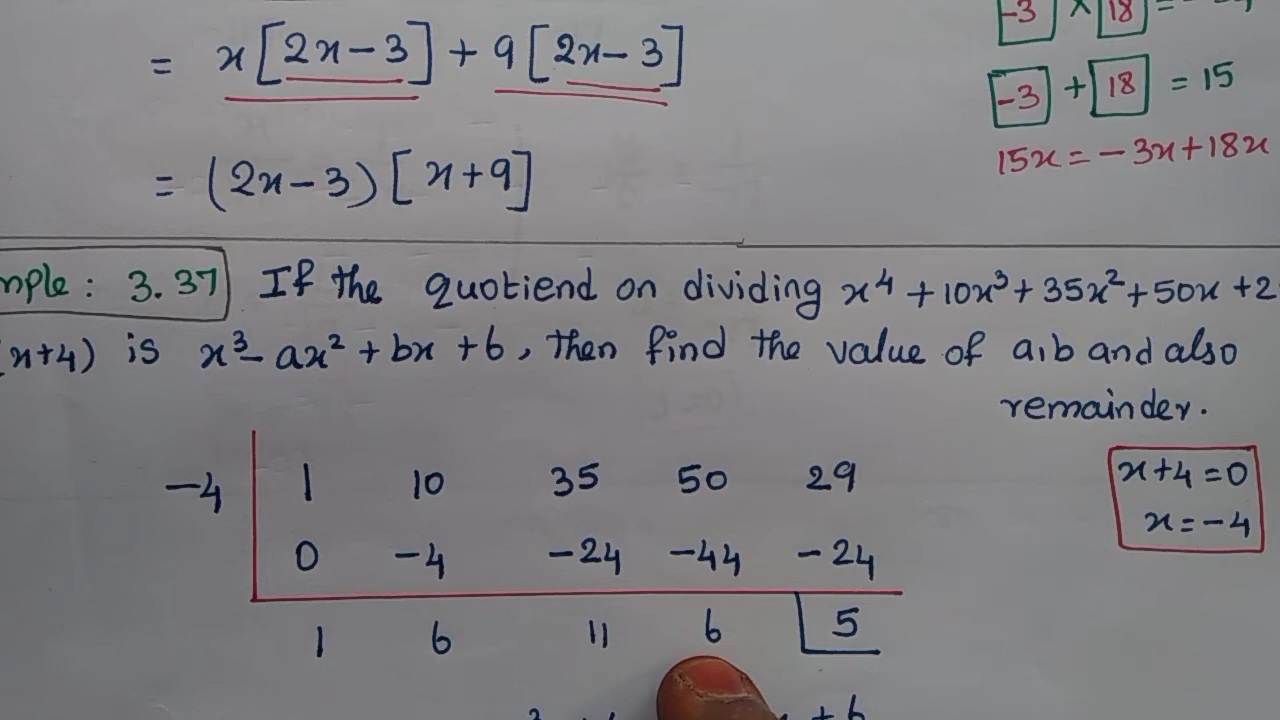 = x[2x-3] + 9[2x-3]
-3 × 18 =
-3 + 18 = 15
15x = -3x+18x
= (2x-3)[x+9]
mple: 3.37 If the quotiend on dividing x⁴+10x³+35x²+50x+2
(x+4) is x³-ax²+bx+6, then find the value of a,b and also
remainder.
-4 1 10 35 50 29
x+4=0
x=-4
0 -4 -24 -44 -24
1 6 11 6 5
+6